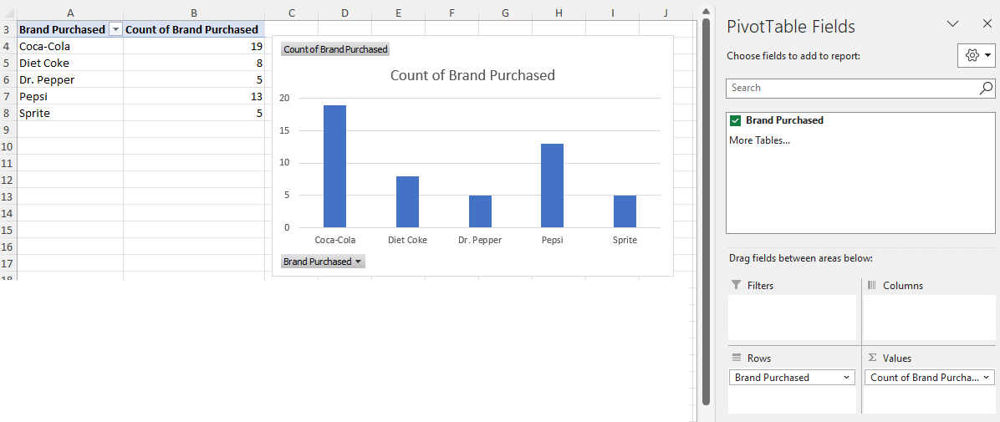 A B C D E F G H I J
3 Brand Purchased Count of Brand Purchased
4 Coca-Cola 19
5 Diet Coke 8
6 Dr. Pepper 5
7 Pepsi 13
8 Sprite 5
9
10
11
12
13
14
15
16
17
18
Count of Brand Purchased
Count of Brand Purchased
20
15
10
5
0
Coca-Cola Diet Coke Dr. Pepper Pepsi Sprite
Brand Purchased
PivotTable Fields
Choose fields to add to report:
Search
Brand Purchased
More Tables...
Drag fields between areas below:
Filters
Columns
Rows
Brand Purchased
Σ Values
Count of Brand Purcha...